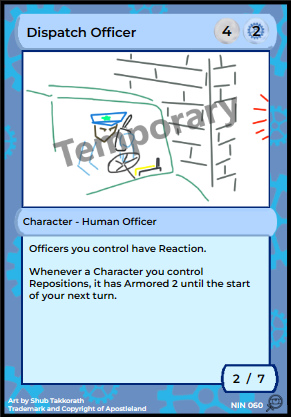 Dispatch Officer
4
2
Temporary
Character - Human Officer
Officers you control have Reaction.
Whenever a Character you control
Repositions, it has Armored 2 until the start
of your next turn.
2 / 7
Art by Shub Takkorath
Trademark and Copyright of Apostleland
NIN 060